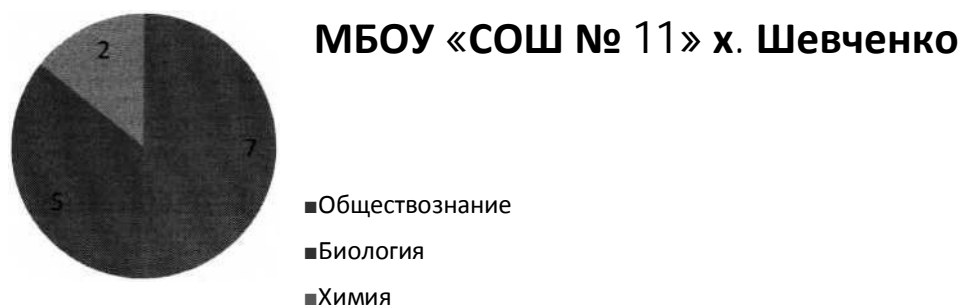 МБОУ «СОШ № 11» х. Шевченко
2
7
5
■Обществознание
■Биология
■Химия